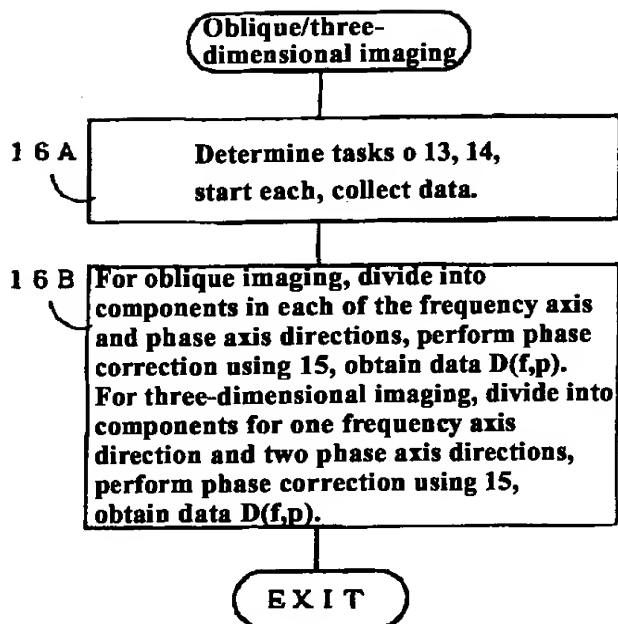 Oblique/three-
dimensional imaging
16A
Determine tasks o 13, 14,
start each, collect data.
16B
For oblique imaging, divide into
components in each of the frequency axis
and phase axis directions, perform phase
correction using 15, obtain data D(f,p).
For three-dimensional imaging, divide into
components for one frequency axis
direction and two phase axis directions,
perform phase correction using 15,
obtain data D(f,p).
EXIT